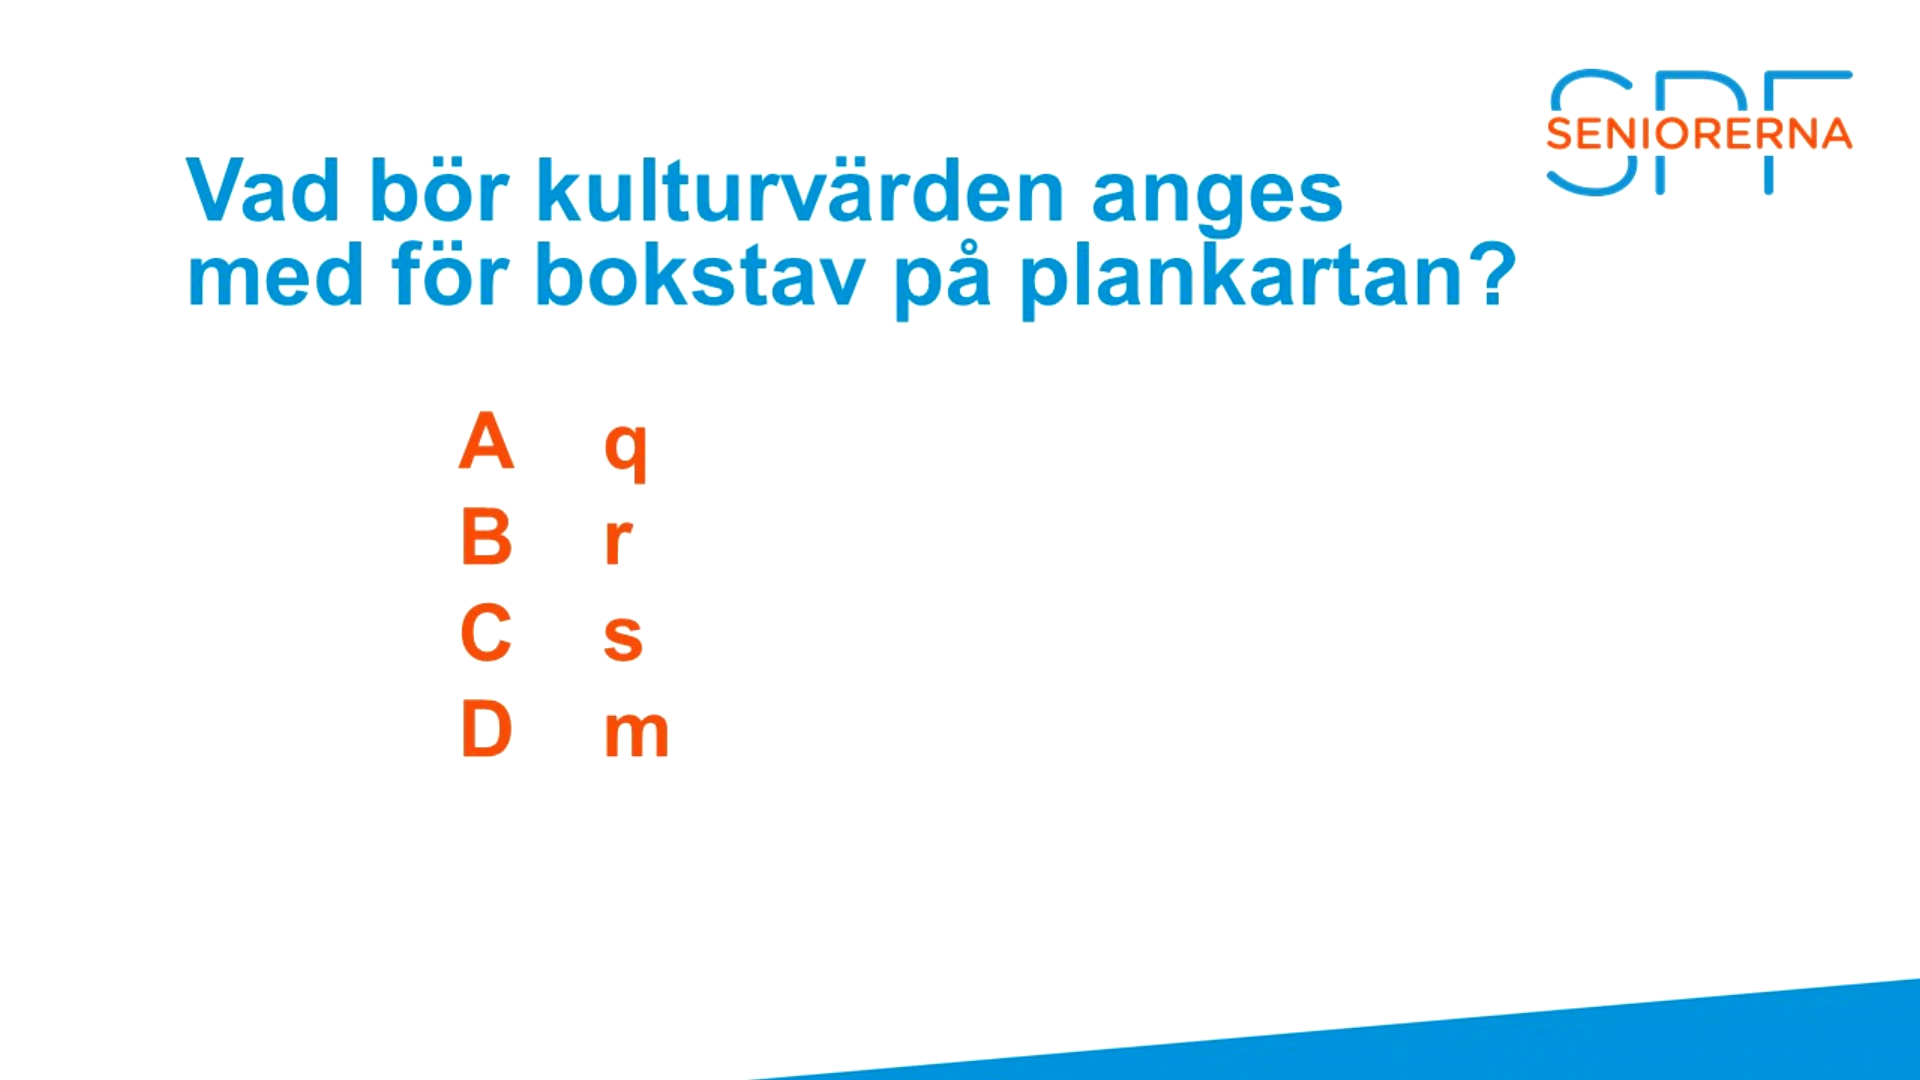 SPF
SENIORERNA
Vad bör kulturvärden anges
med för bokstav på plankartan?
A q
B r
C s
D m